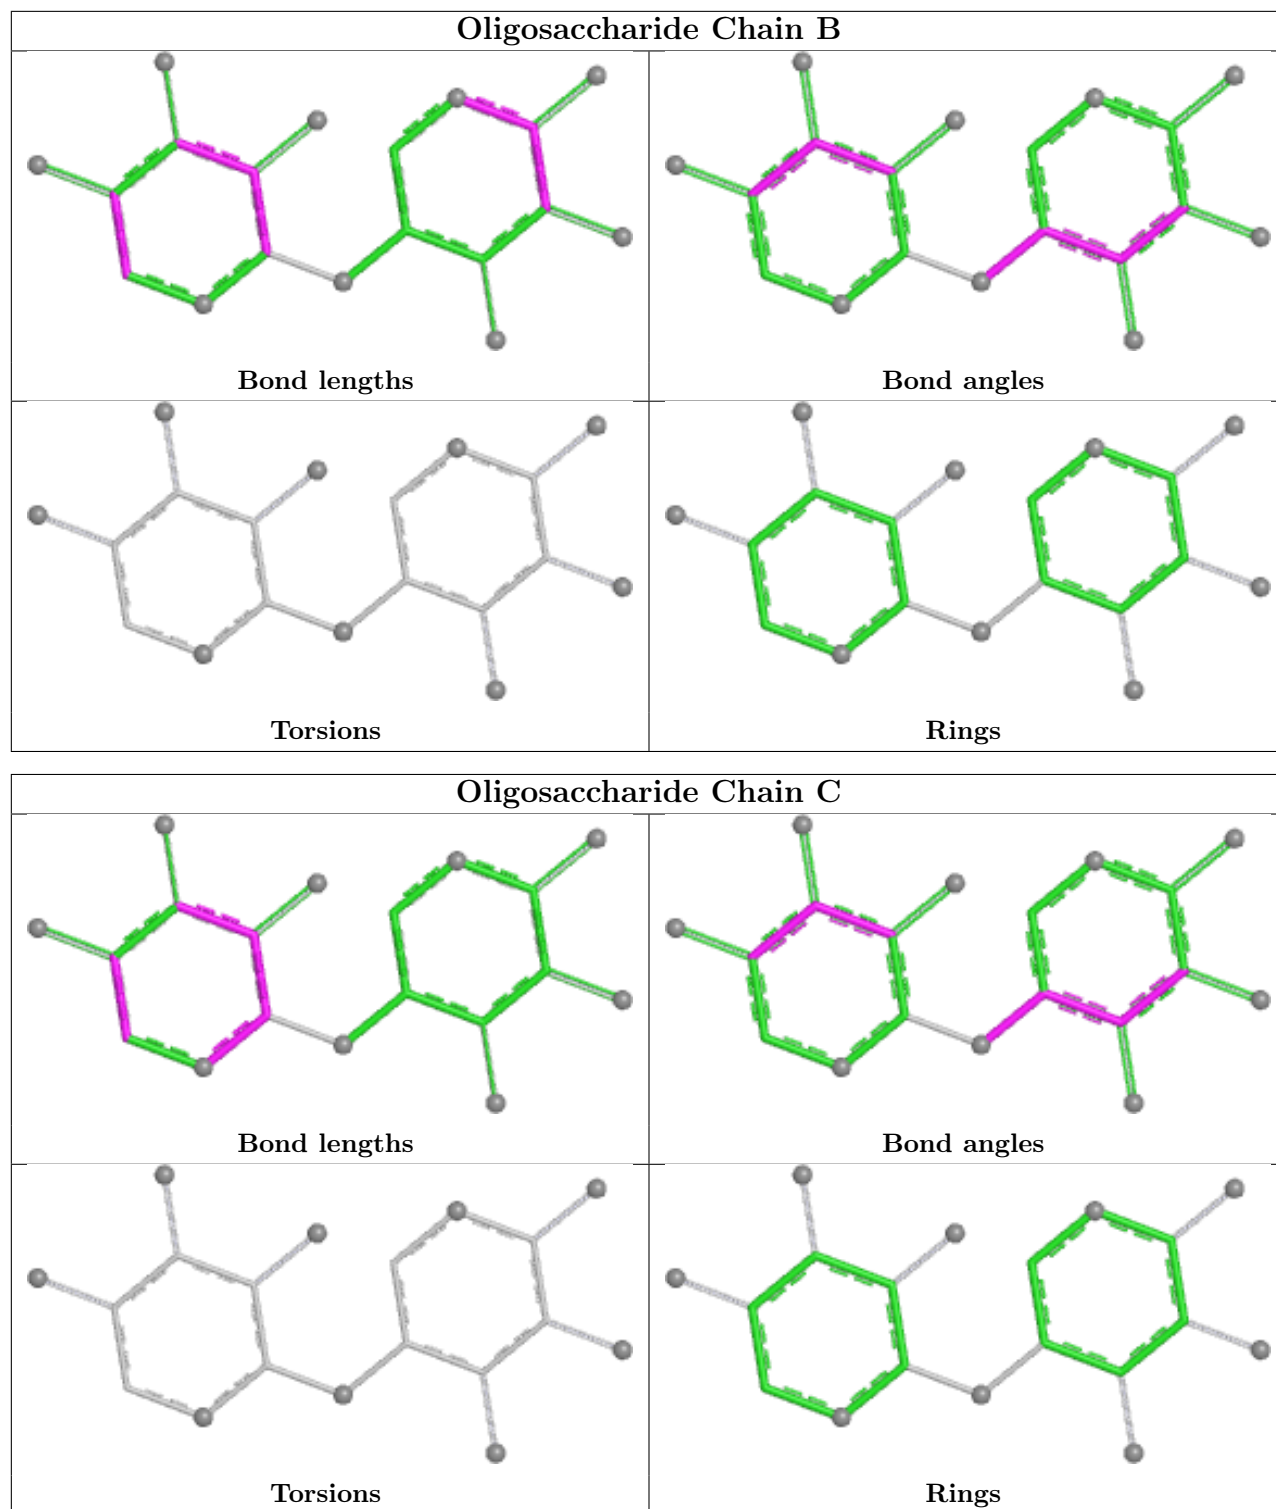 Oligosaccharide Chain B
Bond lengths
Bond angles
Torsions
Rings
Oligosaccharide Chain C
Bond lengths
Bond angles
Torsions
Rings